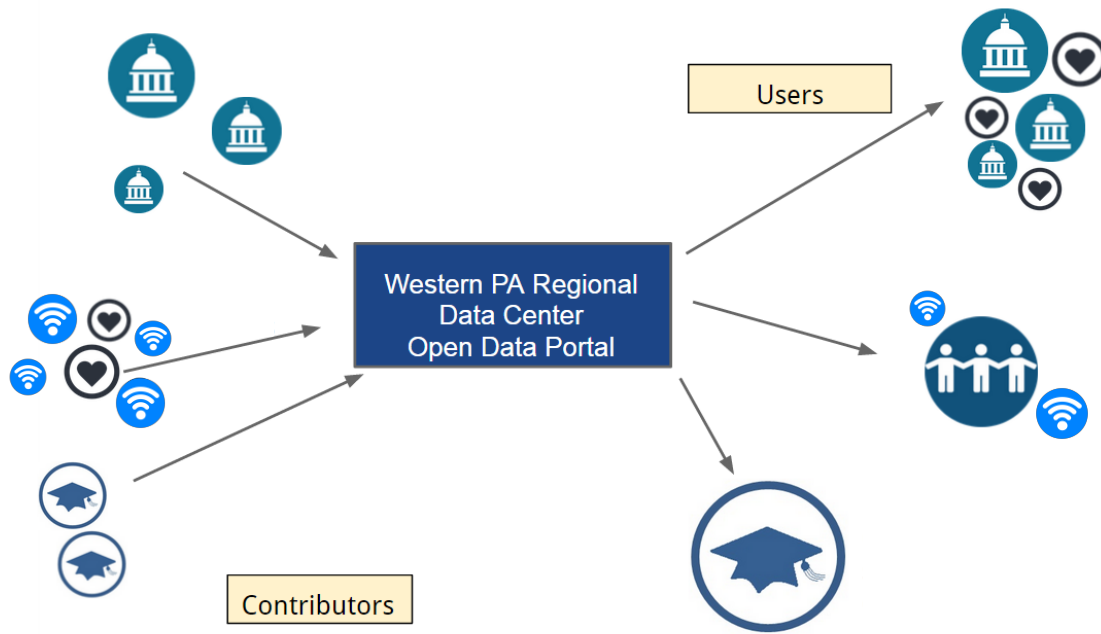 Users
Western PA Regional
Data Center
Open Data Portal
Contributors